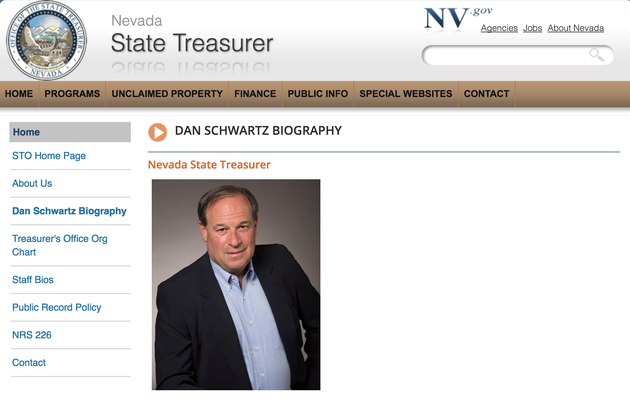 OFFICE OF THE STATE TREASURER
NEVADA
Nevada
State Treasurer
NV.gov
Agencies Jobs About Nevada
HOME PROGRAMS UNCLAIMED PROPERTY FINANCE PUBLIC INFO SPECIAL WEBSITES CONTACT
Home
STO Home Page
About Us
Dan Schwartz Biography
Treasurer's Office Org
Chart
Staff Bios
Public Record Policy
NRS 226
Contact
DAN SCHWARTZ BIOGRAPHY
Nevada State Treasurer